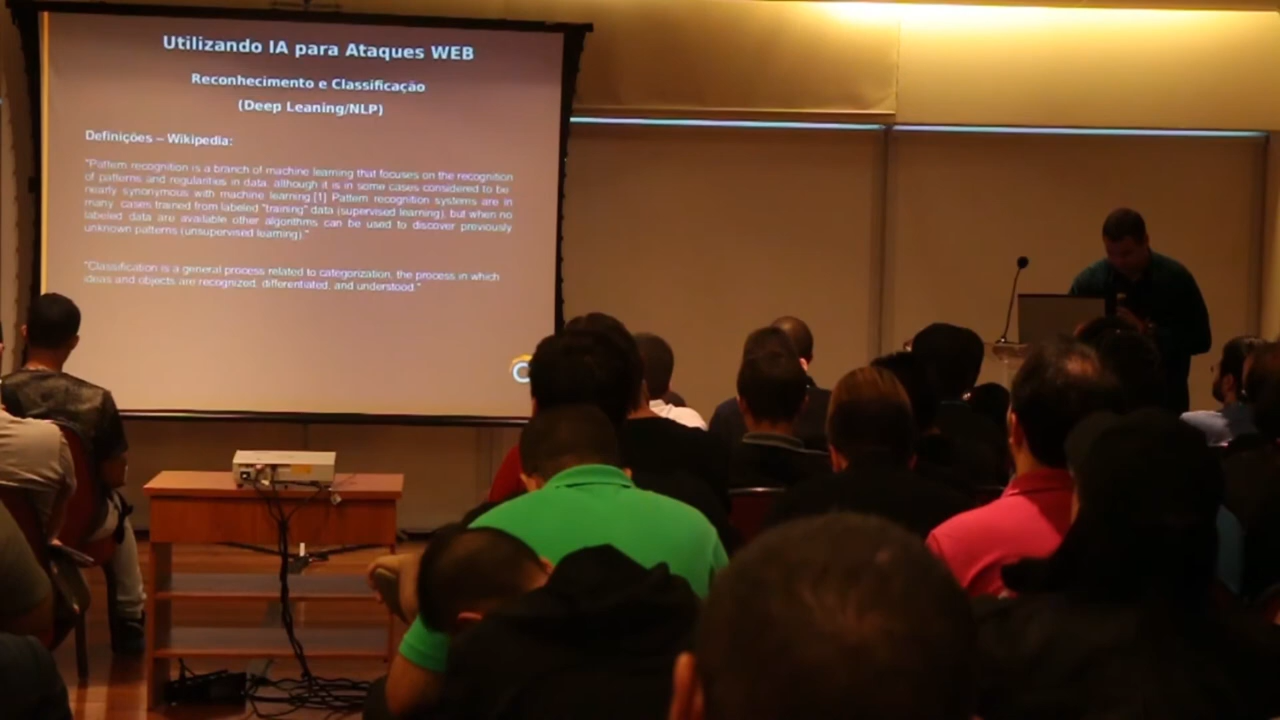 Utilizando IA para Ataques WEB
Reconhecimento e Classificação
(Deep Leaning/NLP)
Definições – Wikipedia:
"Pattern recognition is a branch of machine learning that focuses on the recognition
of patterns and regularities in data, although it is in some cases considered to be
nearly synonymous with machine learning.[1] Pattern recognition systems are in
many cases trained from labeled "training" data (supervised learning), but when no
labeled data are available other algorithms can be used to discover previously
unknown patterns (unsupervised learning)."
"Classification is a general process related to categorization, the process in which
ideas and objects are recognized, differentiated, and understood."